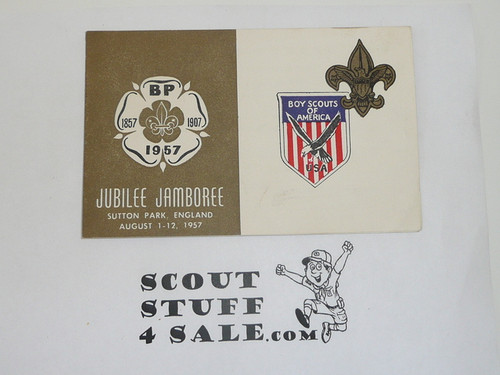 BP
1857 1907
1957
JUBILEE JAMBOREE
SUTTON PARK, ENGLAND
AUGUST 1-12, 1957
BOY SCOUTS
OF
AMERICA
USA
SCOUT
STUFF
4 SALE.COM